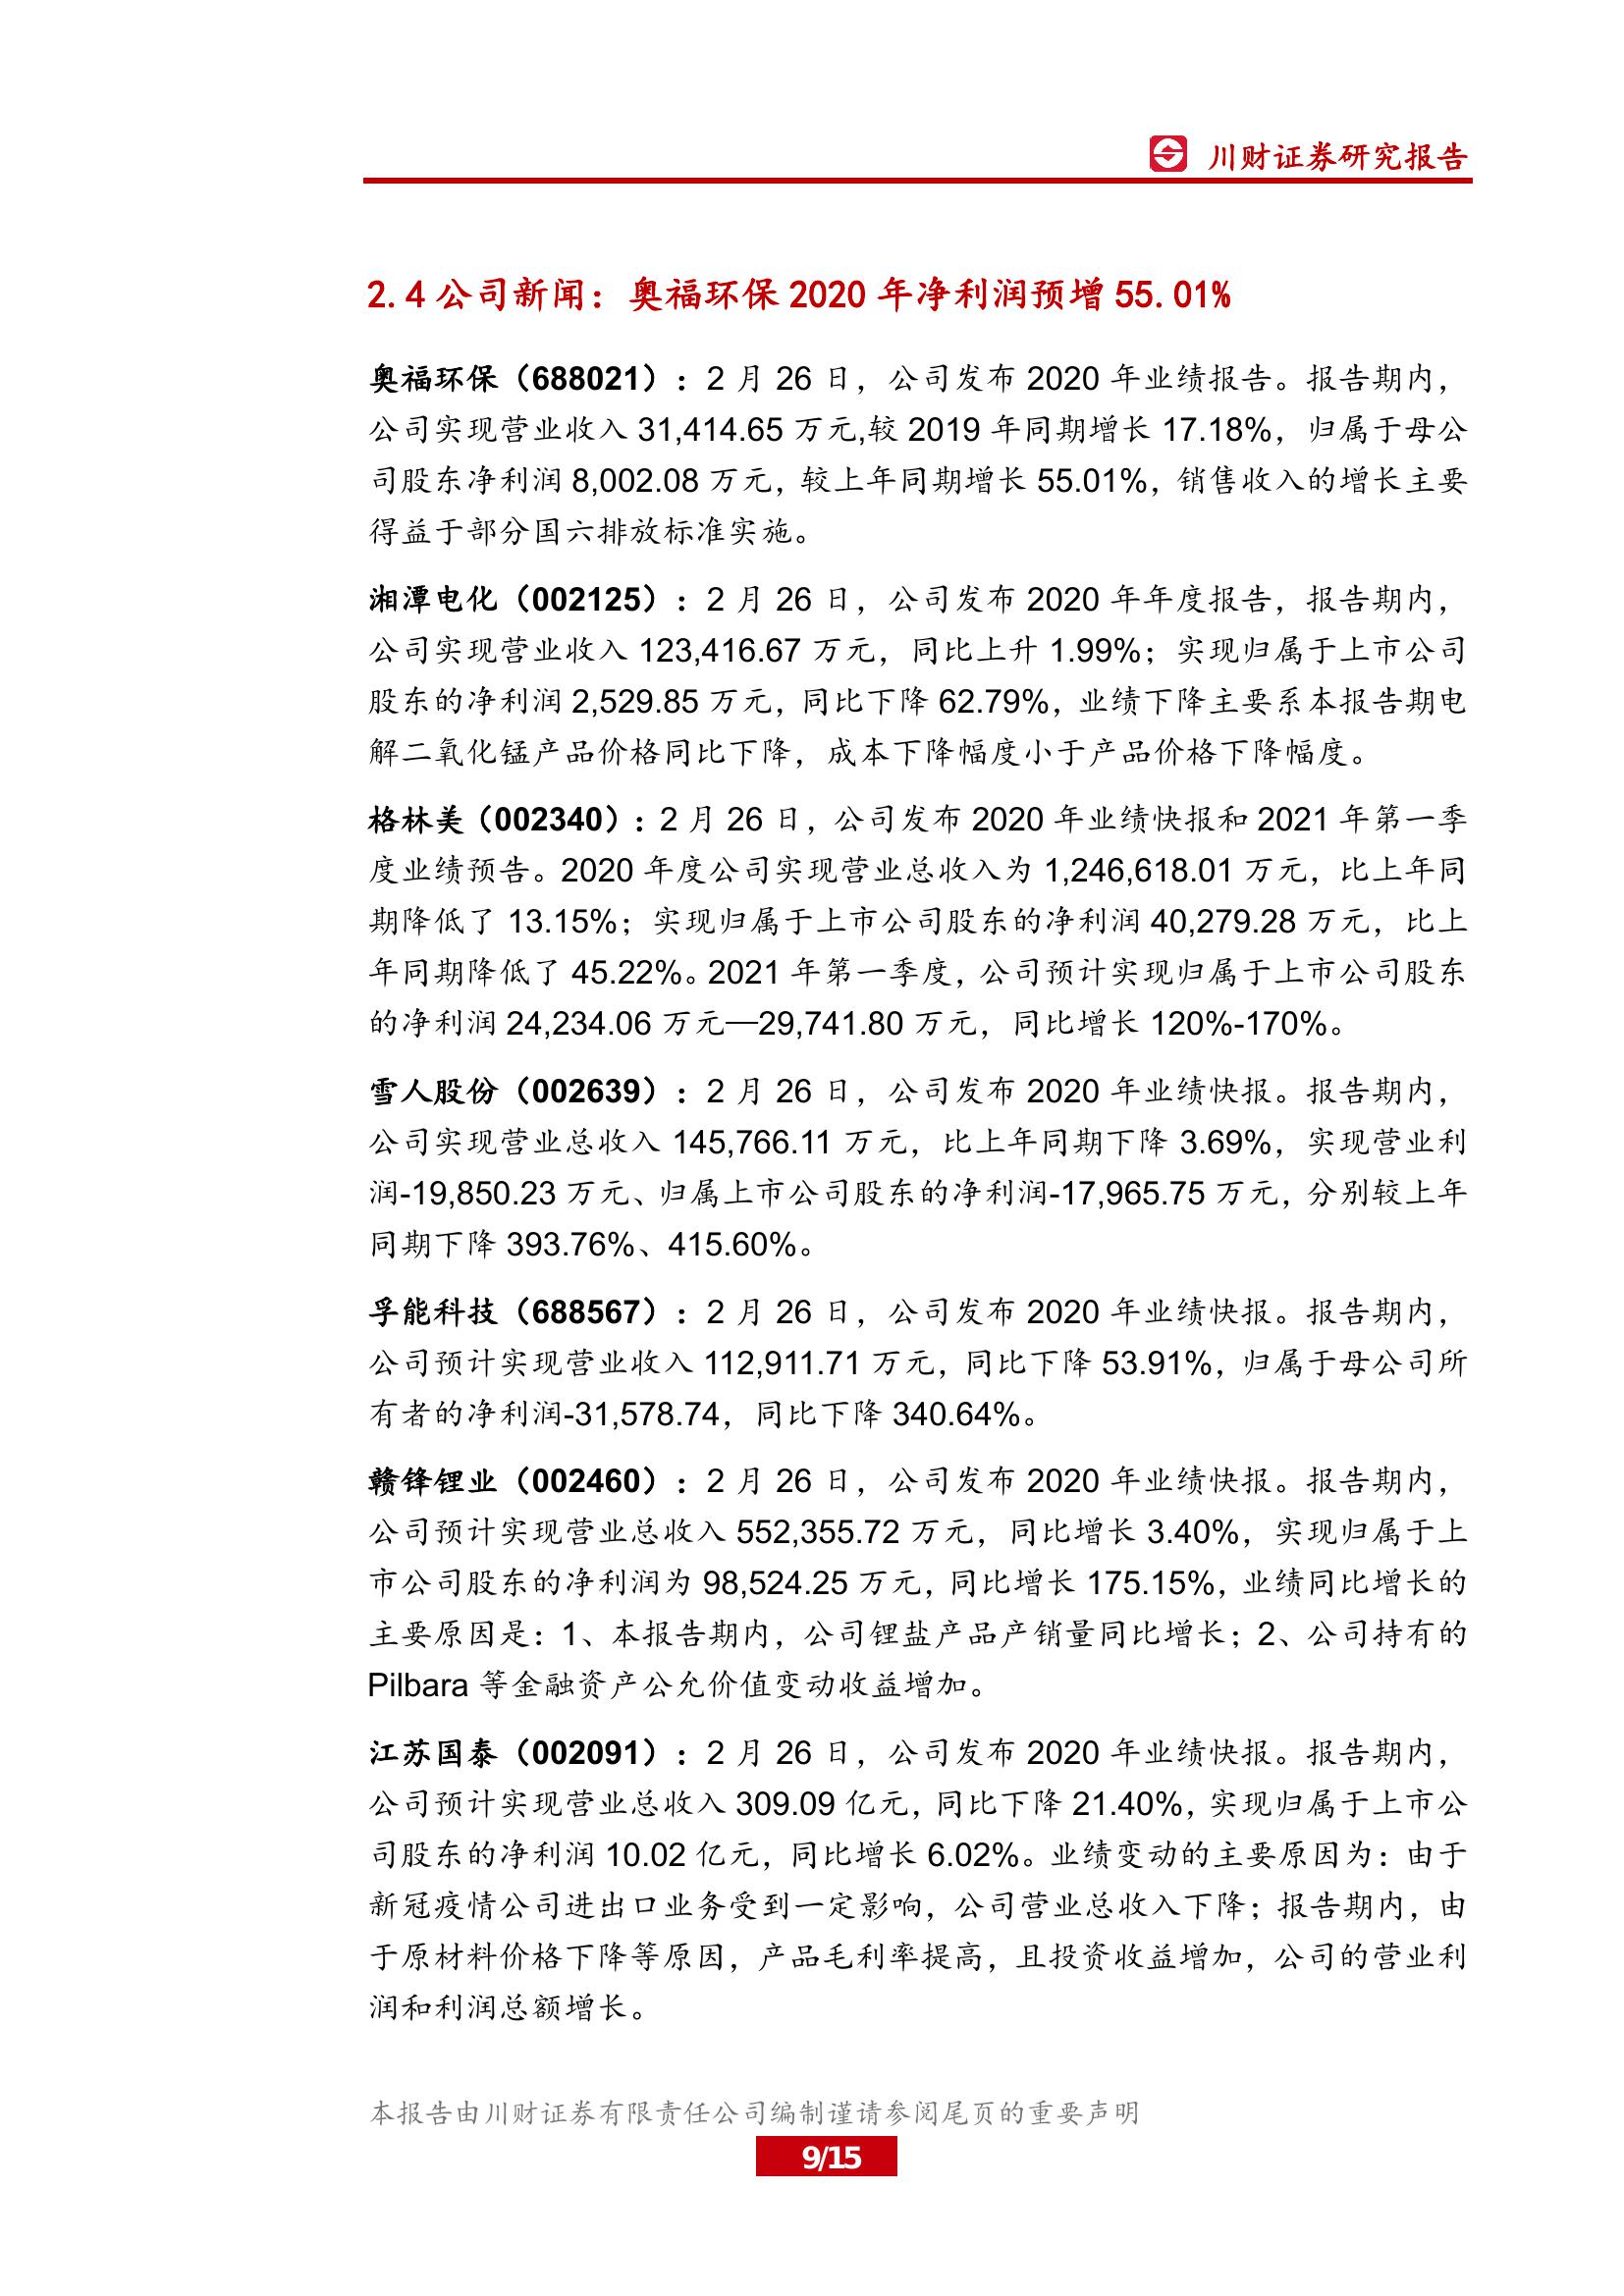 川财证券研究报告
2.4 公司新闻：奥福环保 2020 年净利润预增 55.01%
奥福环保（688021）：2 月 26 日，公司发布 2020 年业绩报告。报告期内，
公司实现营业收入 31,414.65 万元,较 2019 年同期增长 17.18%，归属于母公
司股东净利润 8,002.08 万元，较上年同期增长 55.01%，销售收入的增长主要
得益于部分国六排放标准实施。
湘潭电化（002125）：2 月 26 日，公司发布 2020 年年度报告，报告期内，
公司实现营业收入 123,416.67 万元，同比上升 1.99%；实现归属于上市公司
股东的净利润 2,529.85 万元，同比下降 62.79%，业绩下降主要系本报告期电
解二氧化锰产品价格同比下降，成本下降幅度小于产品价格下降幅度。
格林美（002340）：2 月 26 日，公司发布 2020 年业绩快报和 2021 年第一季
度业绩预告。2020 年度公司实现营业总收入为 1,246,618.01 万元，比上年同
期降低了 13.15%；实现归属于上市公司股东的净利润 40,279.28 万元，比上
年同期降低了 45.22%。2021 年第一季度，公司预计实现归属于上市公司股东
的净利润 24,234.06 万元—29,741.80 万元，同比增长 120%-170%。
雪人股份（002639）：2 月 26 日，公司发布 2020 年业绩快报。报告期内，
公司实现营业总收入 145,766.11 万元，比上年同期下降 3.69%，实现营业利
润-19,850.23 万元、归属上市公司股东的净利润-17,965.75 万元，分别较上年
同期下降 393.76%、415.60%。
孚能科技（688567）：2 月 26 日，公司发布 2020 年业绩快报。报告期内，
公司预计实现营业收入 112,911.71 万元，同比下降 53.91%，归属于母公司所
有者的净利润-31,578.74，同比下降 340.64%。
赣锋锂业（002460）：2 月 26 日，公司发布 2020 年业绩快报。报告期内，
公司预计实现营业总收入 552,355.72 万元，同比增长 3.40%，实现归属于上
市公司股东的净利润为 98,524.25 万元，同比增长 175.15%，业绩同比增长的
主要原因是：1、本报告期内，公司锂盐产品产销量同比增长；2、公司持有的
Pilbara 等金融资产公允价值变动收益增加。
江苏国泰（002091）：2 月 26 日，公司发布 2020 年业绩快报。报告期内，
公司预计实现营业总收入 309.09 亿元，同比下降 21.40%，实现归属于上市公
司股东的净利润 10.02 亿元，同比增长 6.02%。业绩变动的主要原因为：由于
新冠疫情公司进出口业务受到一定影响，公司营业总收入下降；报告期内，由
于原材料价格下降等原因，产品毛利率提高，且投资收益增加，公司的营业利
润和利润总额增长。
本报告由川财证券有限责任公司编制谨请参阅尾页的重要声明
9/15